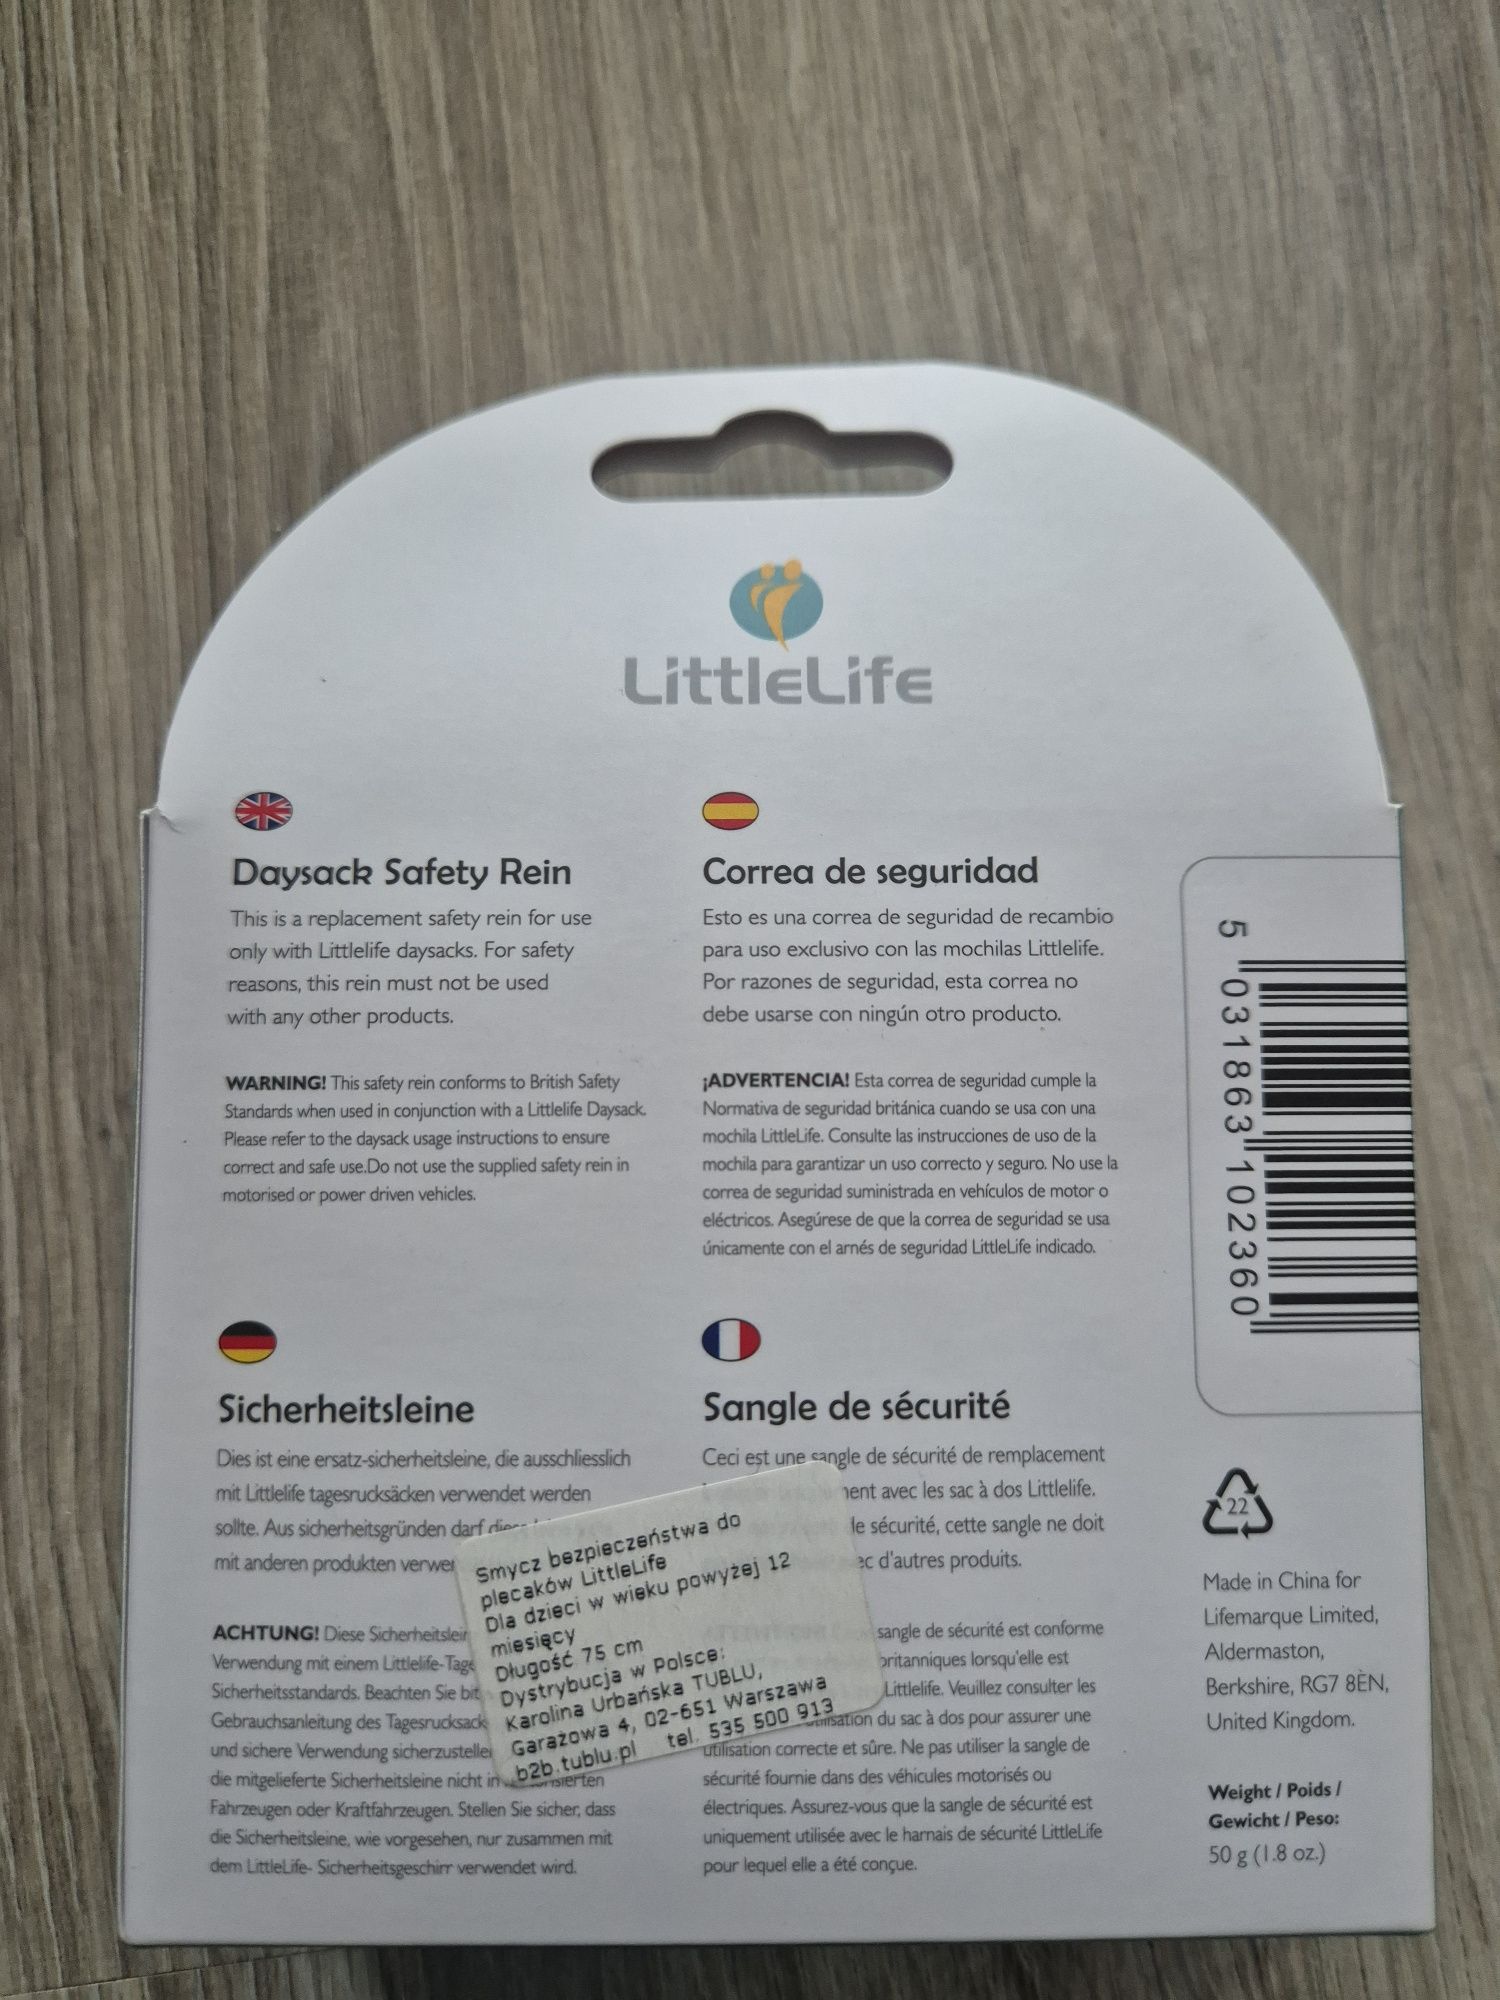 LittleLife
Daysack Safety Rein
This is a replacement safety rein for use
only with Littlelife daysacks. For safety
reasons, this rein must not be used
with any other products.
WARNING! This safety rein conforms to British Safety
Standards when used in conjunction with a Littlelife Daysack.
Please refer to the daysack usage instructions to ensure
correct and safe use.Do not use the supplied safety rein in
motorised or power driven vehicles.
Correa de seguridad
Esto es una correa de seguridad de recambio
para uso exclusivo con las mochilas Littlelife.
Por razones de seguridad, esta correa no
debe usarse con ningún otro producto.
¡ADVERTENCIA! Esta correa de seguridad cumple la
Normativa de seguridad británica cuando se usa con una
mochila LittleLife. Consulte las instrucciones de uso de la
mochila para garantizar un uso correcto y seguro. No use la
correa de seguridad suministrada en vehículos de motor o
eléctricos. Asegúrese de que la correa de seguridad se usa
únicamente con el arnés de seguridad LittleLife indicado.
Sicherheitsleine
Dies ist eine ersatz-sicherheitsleine, die ausschliesslich
mit Littlelife tagesrucksäcken verwendet werden
sollte. Aus sicherheitsgründen darf
mit anderen produkten
ACHTUNG! Diese
Verwendung mit einem
Sicherheitsstandards. Beachten Sie
Gebrauchsanleitung des
und sichere Verwendung
die mitgelieferte Sicherheitsleine nicht in
Fahrzeugen oder Kraftfahrzeugen. Stellen Sie sicher, dass
die Sicherheitsleine, wie vorgesehen, nur zusammen mit
dem LittleLife- Sicherheitsgeschirr verwendet wird.
Sangle de sécurité
Ceci est une sangle de sécurité de remplacement
avec les sac à dos Littlelife.
de sécurité, cette sangle ne doit
d'autres produits.
sangle de sécurité est conforme
britanniques lorsqu'elle est
Littlelife. Veuillez consulter les
du sac à dos pour assurer une
utilisation correcte et sûre. Ne pas utiliser la sangle de
sécurité fournie dans des véhicules motorisés ou
électriques. Assurez-vous que la sangle de sécurité est
uniquement utilisée avec le harnais de sécurité LittleLife
pour lequel elle a été conçue.
Smycz bezpieczeństwa do
plecaków LittleLife
Dla dzieci w wieku powyżej 12
miesięcy
Długość 75 cm
Dystrybucja w Polsce:
Karolina Urbańska TUBLU,
Garażowa 4, 02-651 Warszawa
b2b.tublu.pl tel. 535 500 913
5 031863 102360
22
Made in China for
Lifemarque Limited,
Aldermaston,
Berkshire, RG7 8ÈN,
United Kingdom.
Weight / Poids /
Gewicht / Peso:
50 g (1.8 oz.)